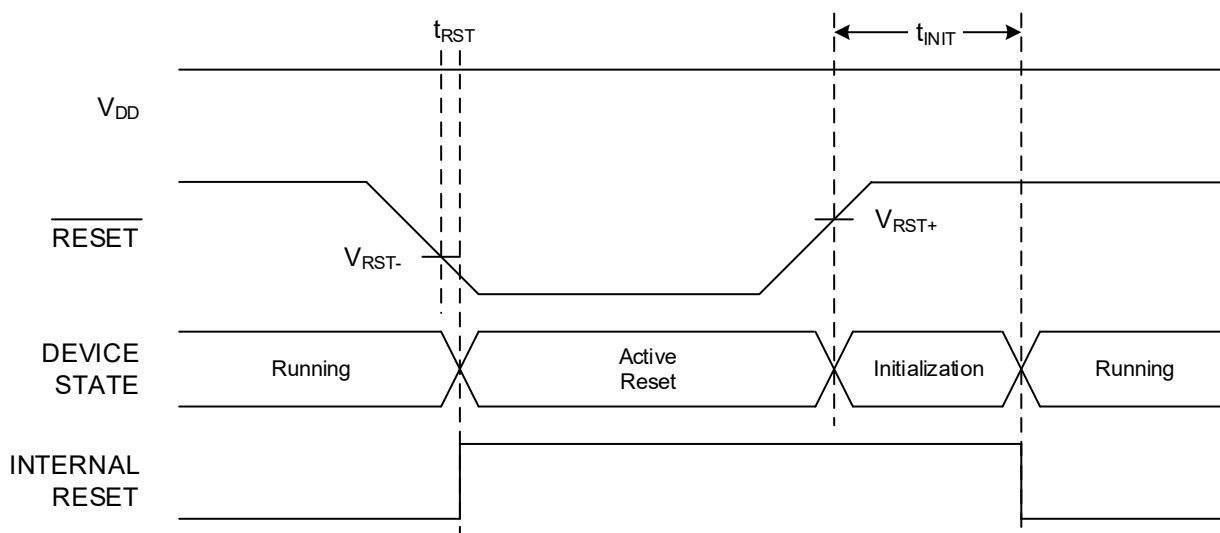 tRST
tINIT
VDD
RESET
VRST-
VRST+
DEVICE
STATE
Running
Active
Reset
Initialization
Running
INTERNAL
RESET